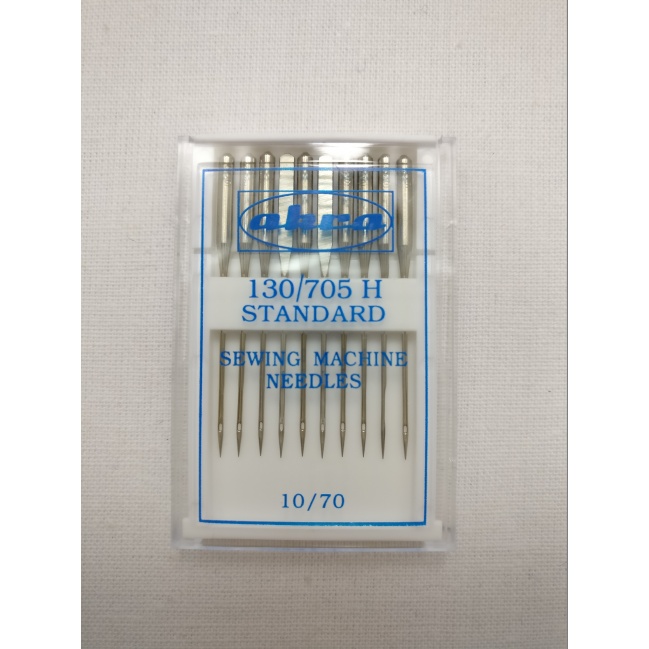 akra
130/705 H
STANDARD
SEWING MACHINE
NEEDLES
10/70